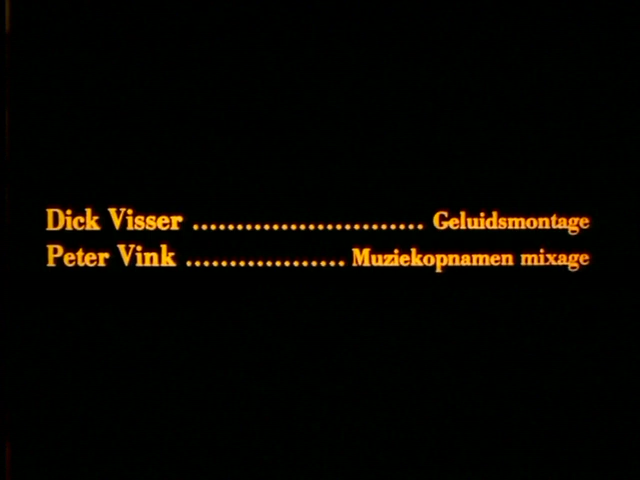 Dick Visser .......................... Geluidsmontage
Peter Vink .................. Muziekopnamen mixage